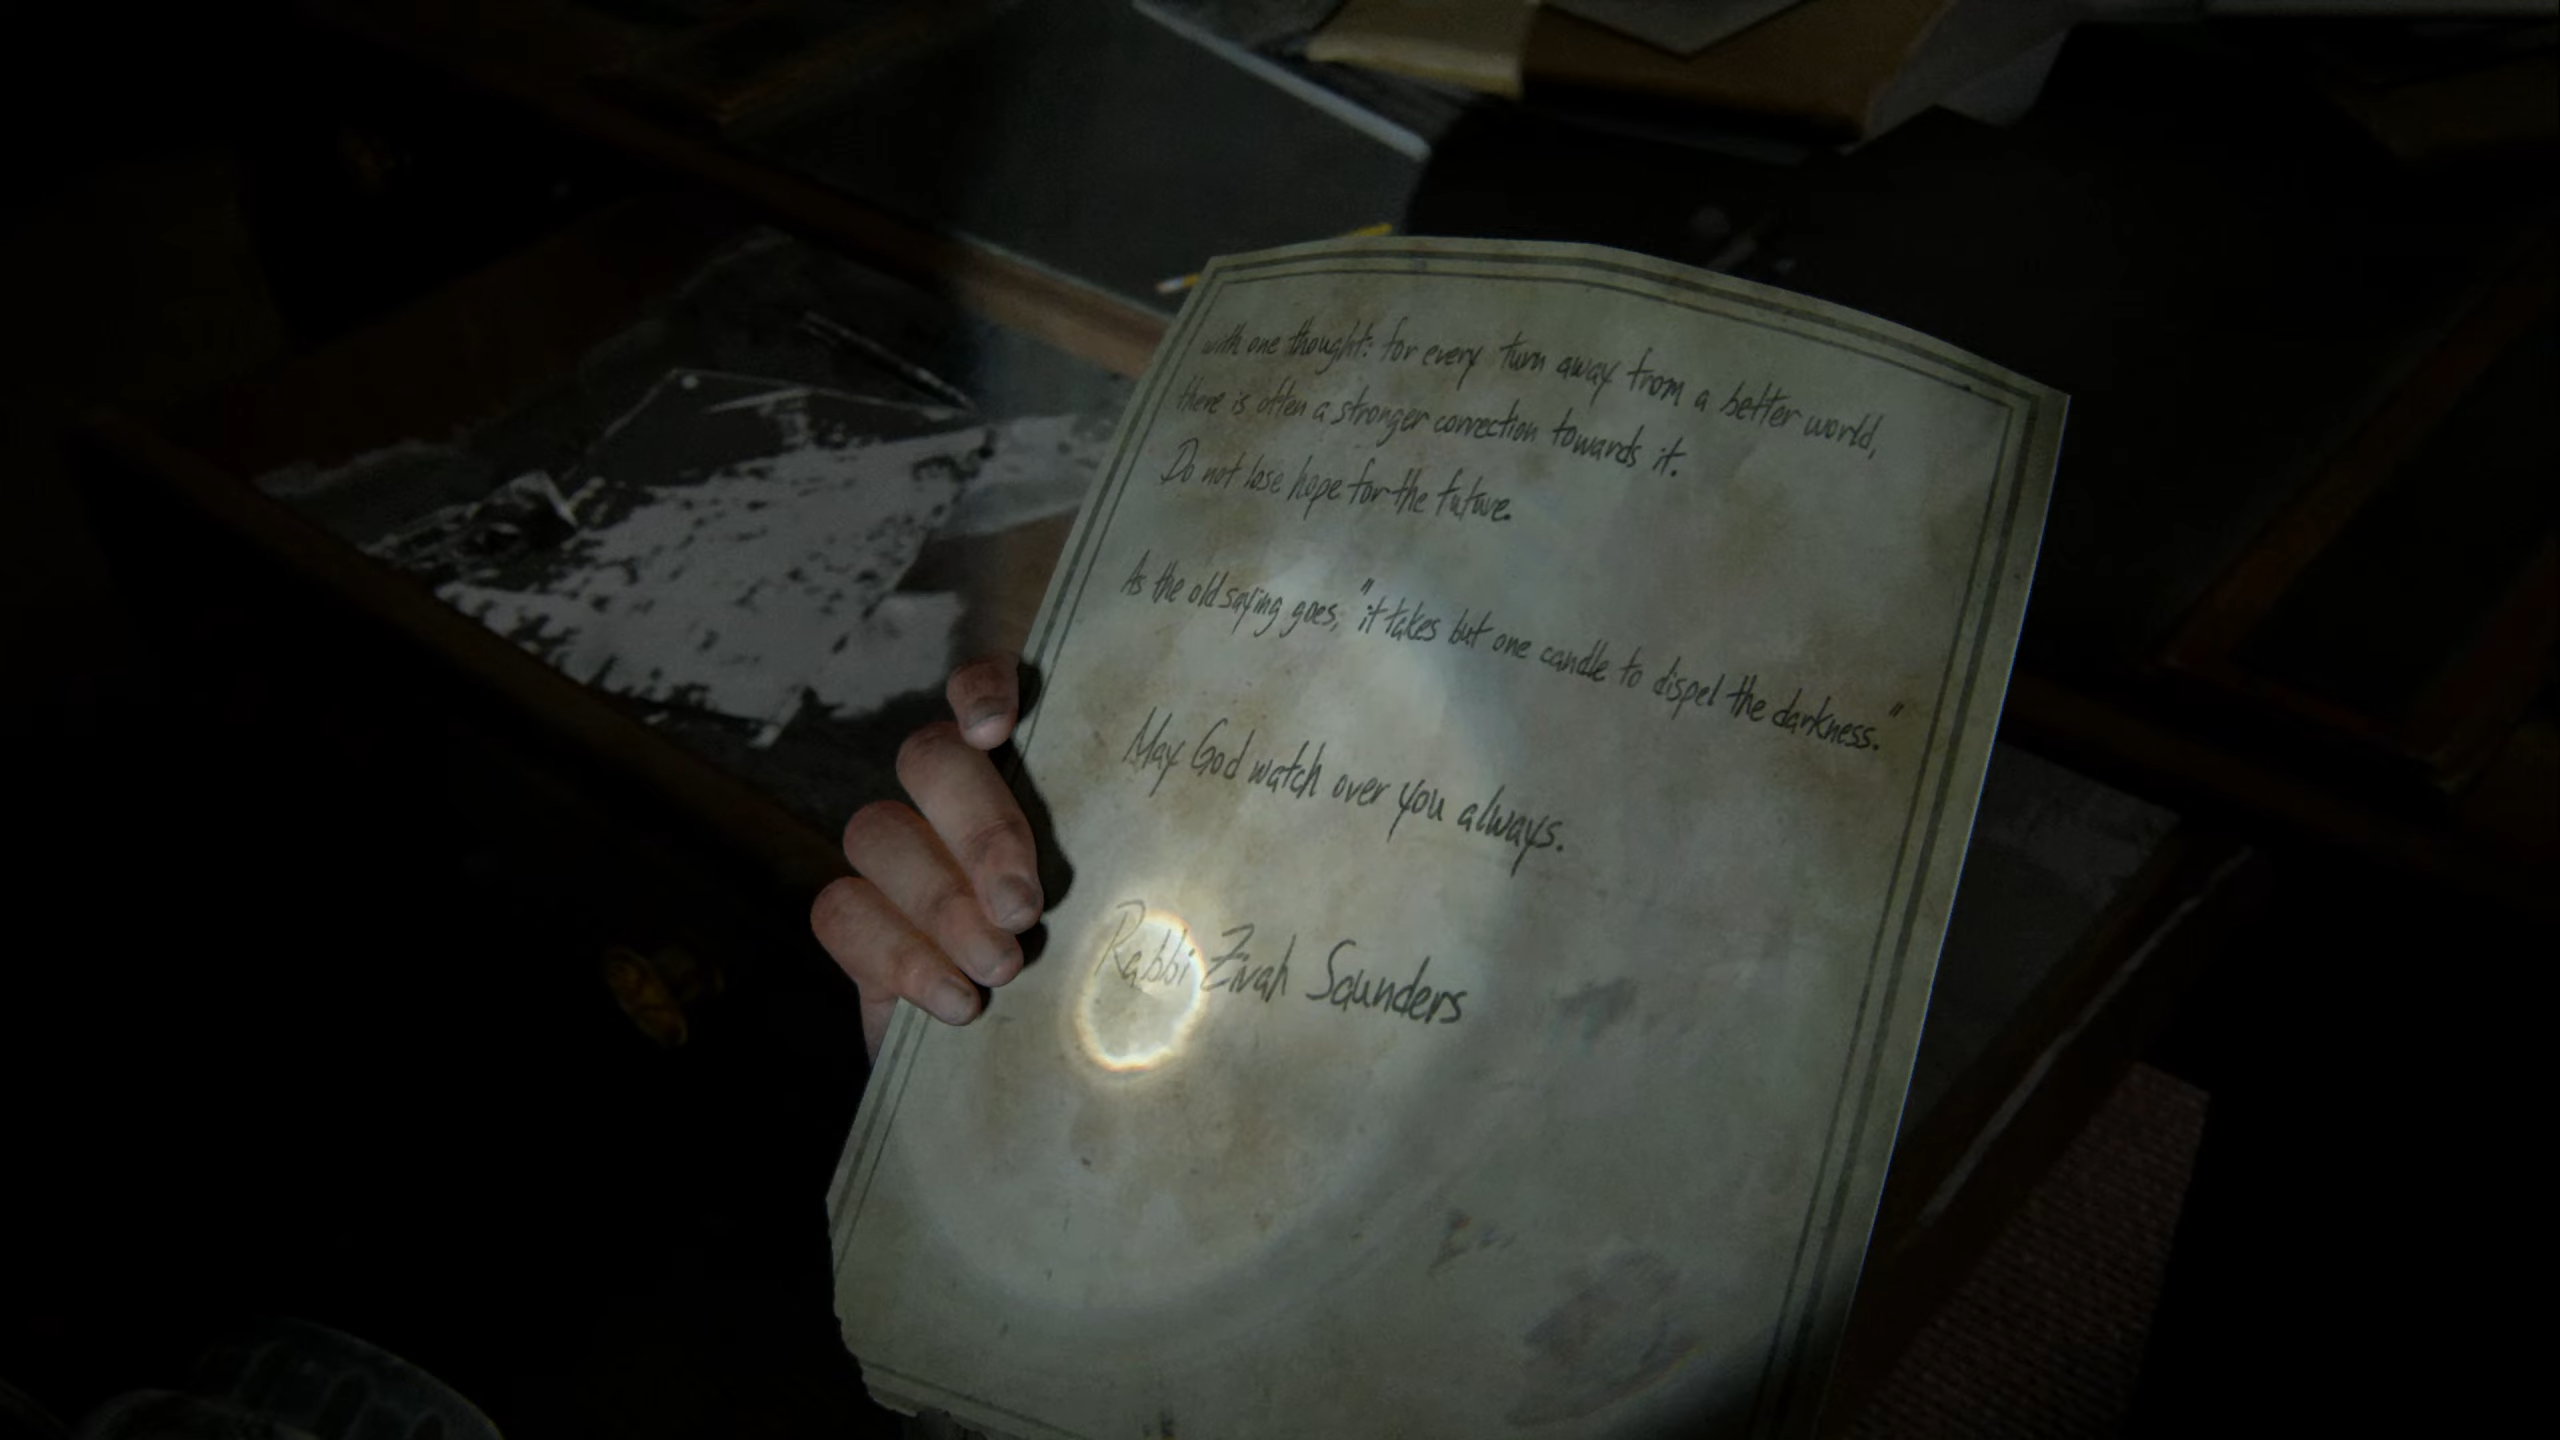 with one thought: for every turn away from a better world,
there is often a stronger correction towards it.
Do not lose hope for the future.
As the old saying goes, "it takes but one candle to dispel the darkness."
May God watch over you always.
Rabbi Zivah Saunders